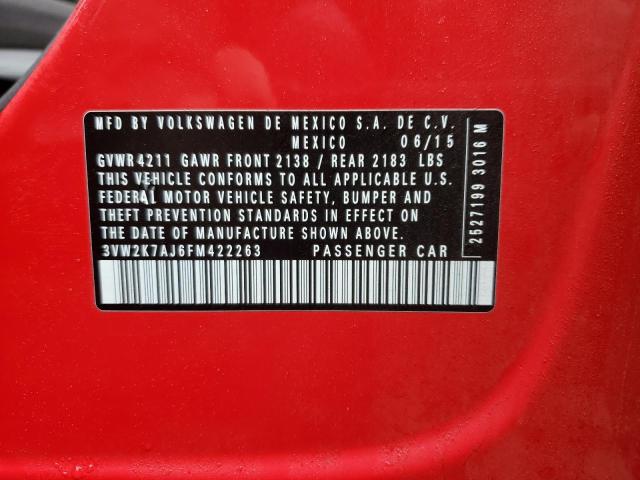 MFD BY VOLKSWAGEN DE MEXICO S.A. DE C.V.
MEXICO 06/15
GVWR 4211 GAWR FRONT 2138 / REAR 2183 LBS
THIS VEHICLE CONFORMS TO ALL APPLICABLE U.S.
FEDERAL MOTOR VEHICLE SAFETY, BUMPER AND
THEFT PREVENTION STANDARDS IN EFFECT ON
THE DATE OF MANUFACTURE SHOWN ABOVE.
3VW2K7AJ6FM422263 PASSENGER CAR
2527199 3016 M